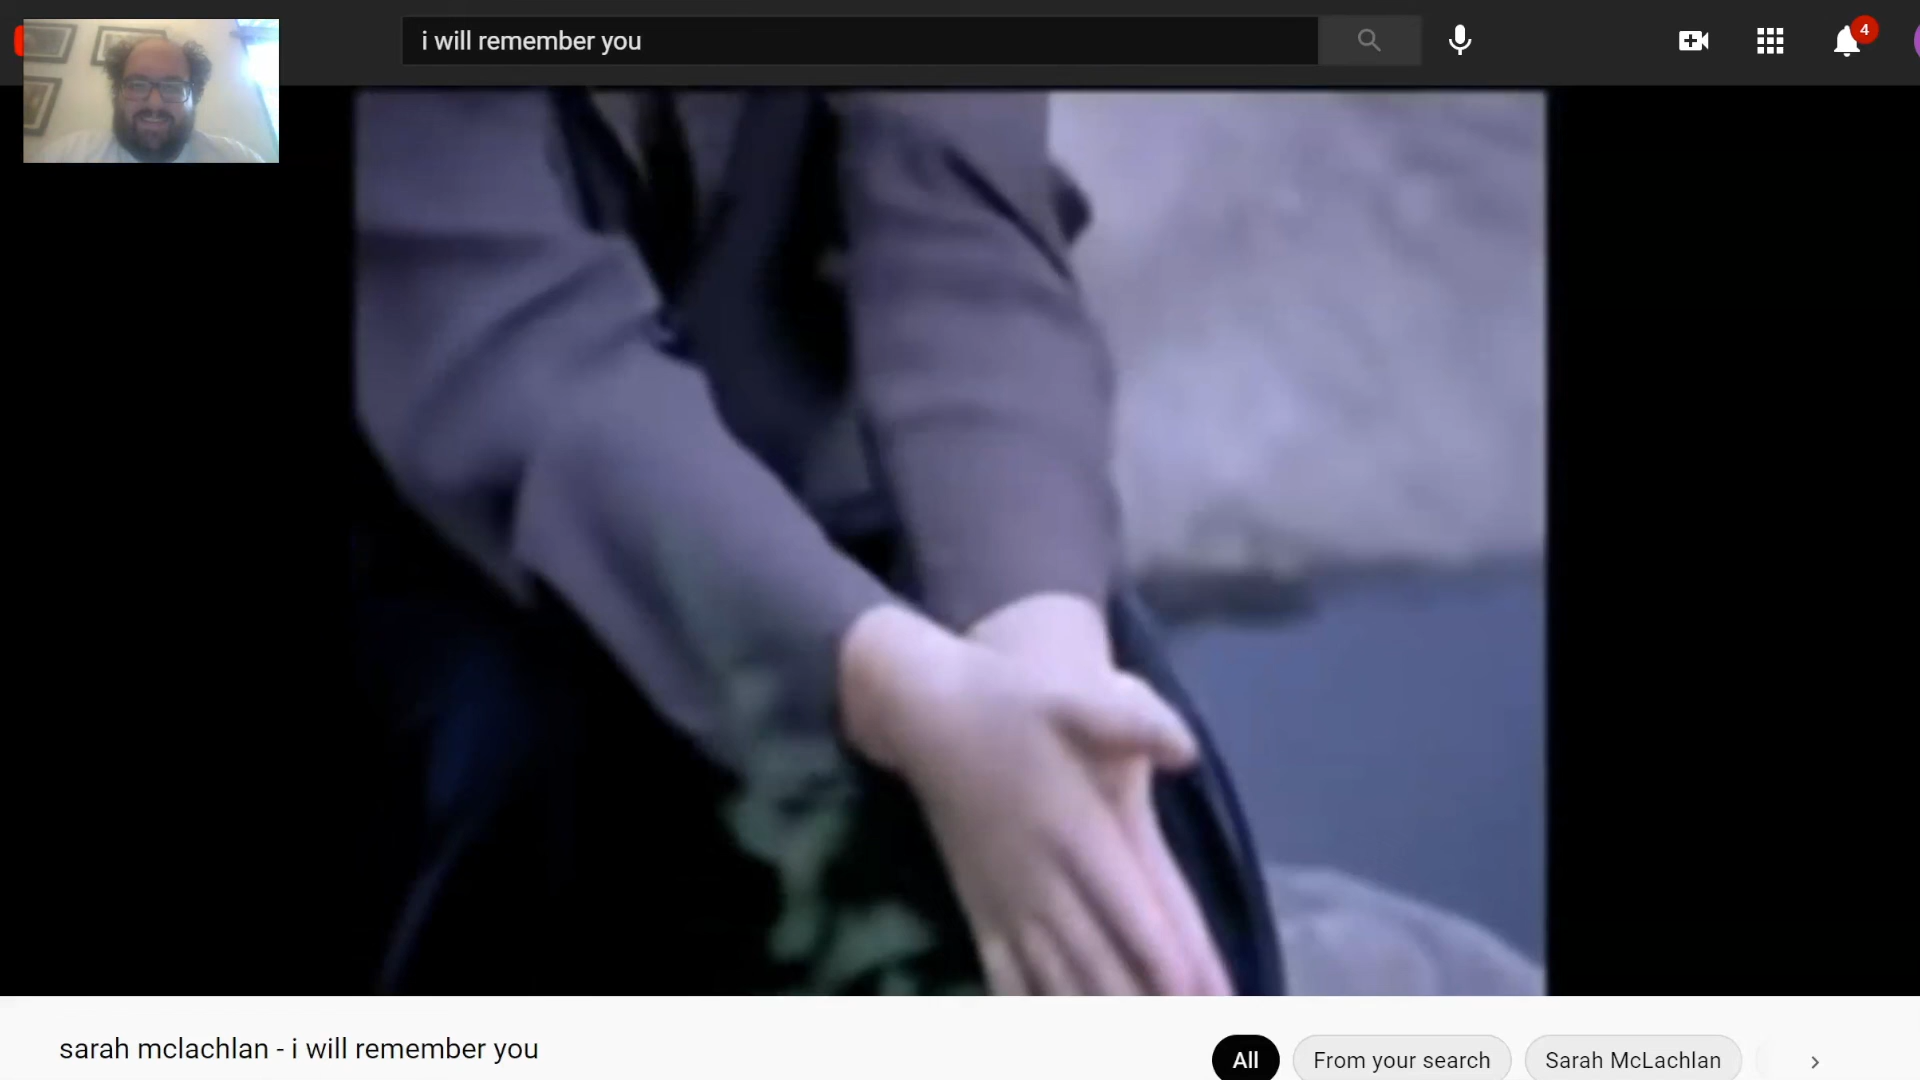 i will remember you
4
sarah mclachlan - i will remember you
All
From your search
Sarah McLachlan